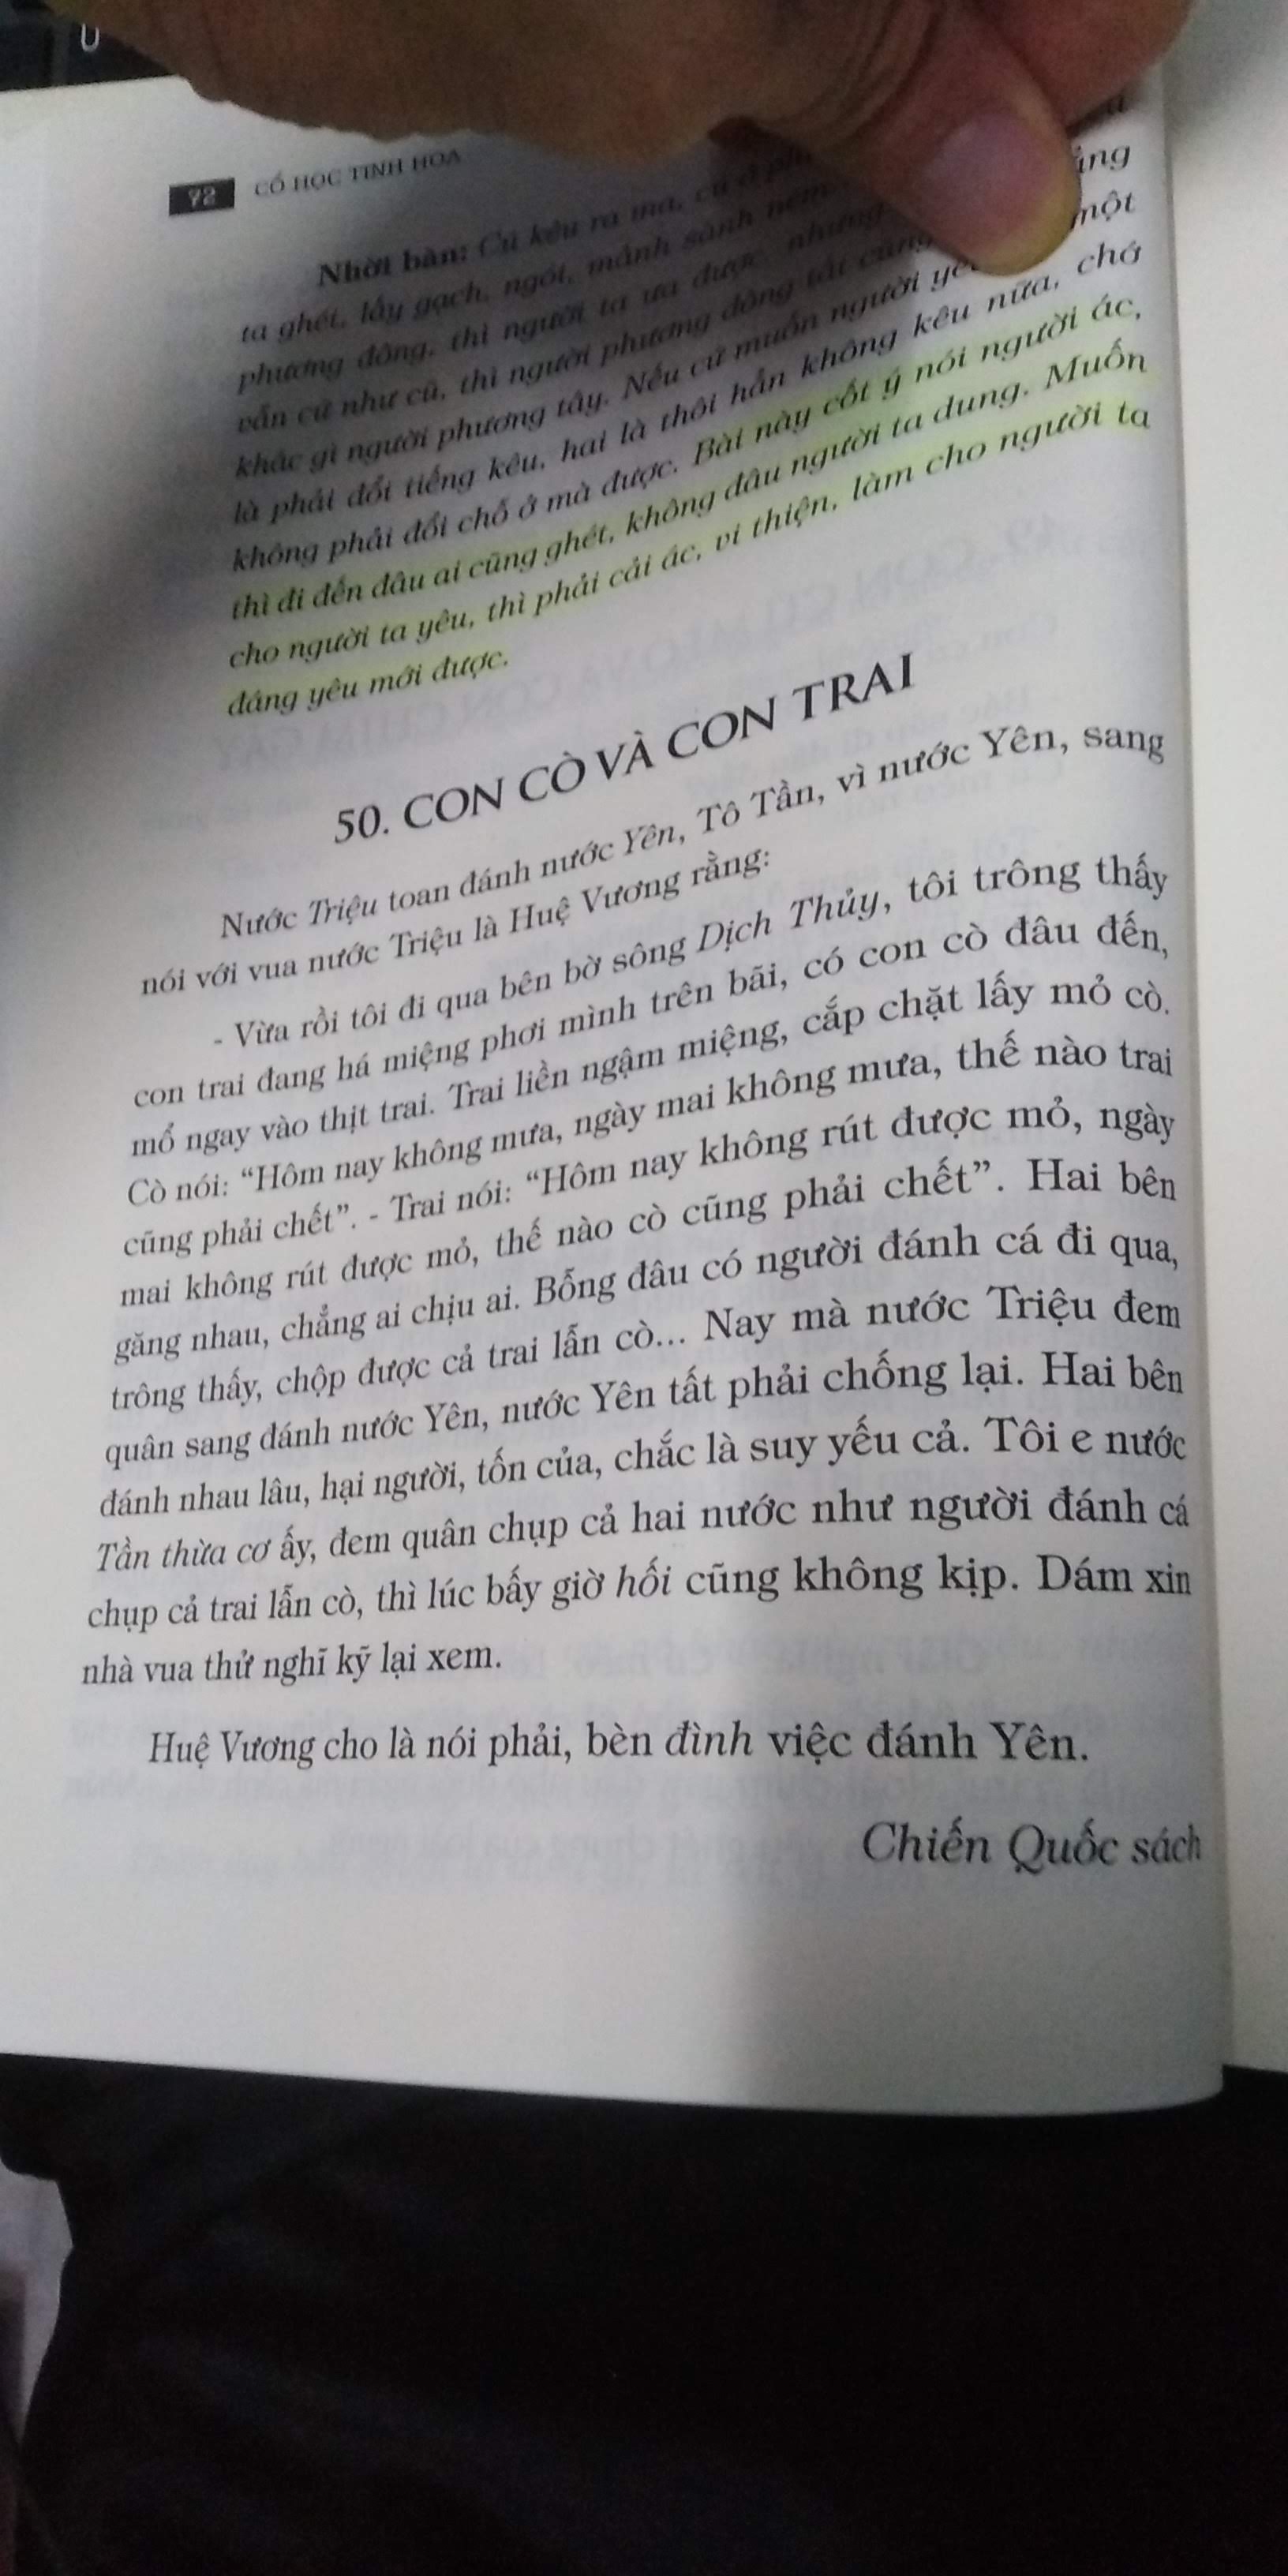 72 CỔ HỌC TINH HOA
Nhời bàn: Cú kêu ra ma, cú ở
ta ghét, lấy gạch, ngói, mảnh sành ném
phương đông, thì người ta ưa được, nhưng
vẫn cứ như cũ, thì người phương đông tất cũng
khác gì người phương tây. Nếu cứ muốn người một
là phải đổi tiếng kêu, hai là thôi hẳn không kêu nữa, chớ
không phải đổi chỗ ở mà được. Bài này cốt ý nói người ác,
thì đi đến đâu ai cũng ghét, không đâu người ta dung. Muốn
cho người ta yêu, thì phải cải ác, vi thiện, làm cho người ta
đáng yêu mới được.
50. CON CÒ VÀ CON TRAI
Nước Triệu toan đánh nước Yên, Tô Tần, vì nước Yên, sang
nói với vua nước Triệu là Huệ Vương rằng:
- Vừa rồi tôi đi qua bên bờ sông Dịch Thủy, tôi trông thấy
con trai đang há miệng phơi mình trên bãi, có con cò đâu đến,
mổ ngay vào thịt trai. Trai liền ngậm miệng, cắp chặt lấy mỏ cò.
Cò nói: “Hôm nay không mưa, ngày mai không mưa, thế nào trai
cũng phải chết”. - Trai nói: “Hôm nay không rút được mỏ, ngày
mai không rút được mỏ, thế nào cò cũng phải chết”. Hai bên
găng nhau, chẳng ai chịu ai. Bỗng đâu có người đánh cá đi qua,
trông thấy, chộp được cả trai lẫn cò... Nay mà nước Triệu đem
quân sang đánh nước Yên, nước Yên tất phải chống lại. Hai bên
đánh nhau lâu, hại người, tốn của, chắc là suy yếu cả. Tôi e nước
Tần thừa cơ ấy, đem quân chụp cả hai nước như người đánh cá
chụp cả trai lẫn cò, thì lúc bấy giờ hối cũng không kịp. Dám xin
nhà vua thử nghĩ kỹ lại xem.
Huệ Vương cho là nói phải, bèn đình việc đánh Yên.
Chiến Quốc sách